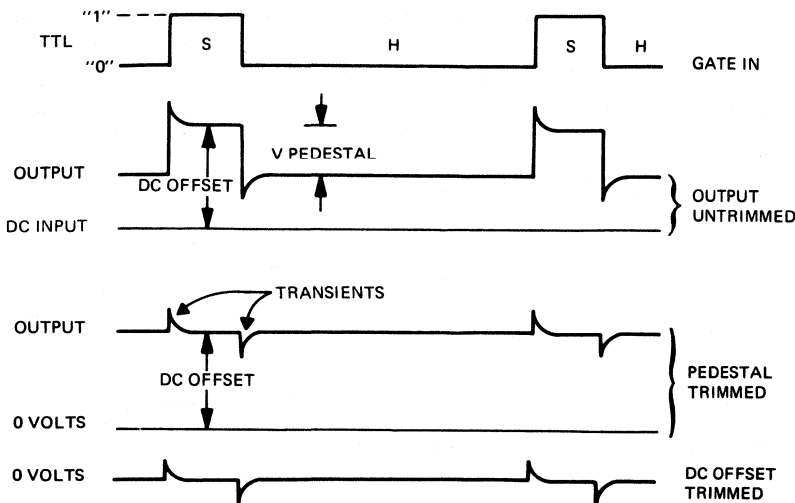 "1"
TTL
"0"
S
H
S
H
GATE IN
OUTPUT
DC OFFSET
V PEDESTAL
DC INPUT
OUTPUT
UNTRIMMED
TRANSIENTS
OUTPUT
DC OFFSET
PEDESTAL
TRIMMED
0 VOLTS
0 VOLTS
DC OFFSET
TRIMMED